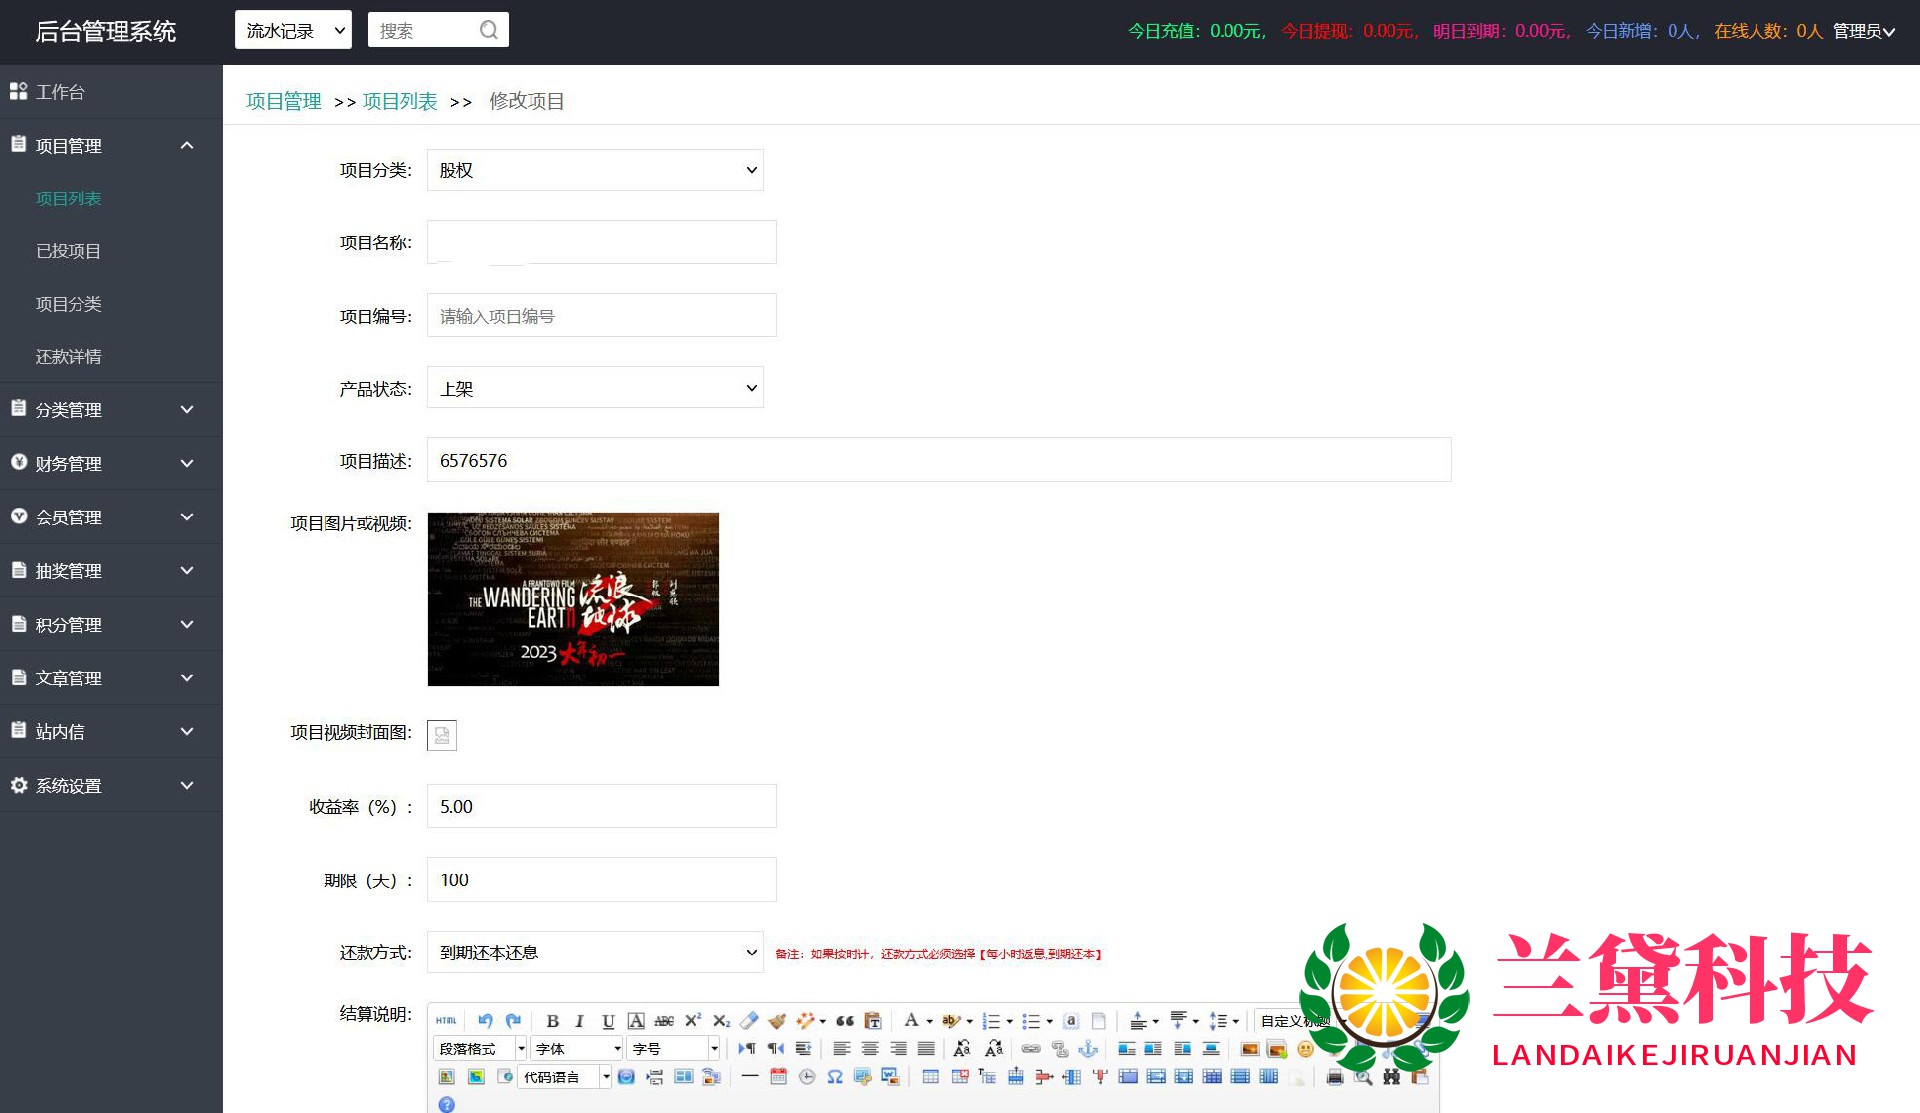 后台管理系统
流水记录
搜索
今日充值：0.00元，
今日提现：0.00元，
明日到期：0.00元，
今日新增：0人，
在线人数：0人
管理员
工作台
项目管理
项目列表
已投项目
项目分类
还款详情
分类管理
财务管理
会员管理
抽奖管理
积分管理
文章管理
站内信
系统设置
项目管理 >> 项目列表 >> 修改项目
项目分类：
股权
项目名称：
项目编号：
请输入项目编号
产品状态：
上架
项目描述：
6576576
项目图片或视频：
A FRANTGWO FILM
THE WANDERING
EARTH
流浪
地球
2023 大年初一
项目视频封面图：
收益率（%）：
5.00
期限（天）：
100
还款方式：
到期还本还息
备注：如果按时计，还款方式必须选择【每小时返息,到期还本】
结算说明：
HTML
自定义标题
段落格式
字体
字号
代码语言
兰黛科技
LANDAIKEJIRUANJIAN